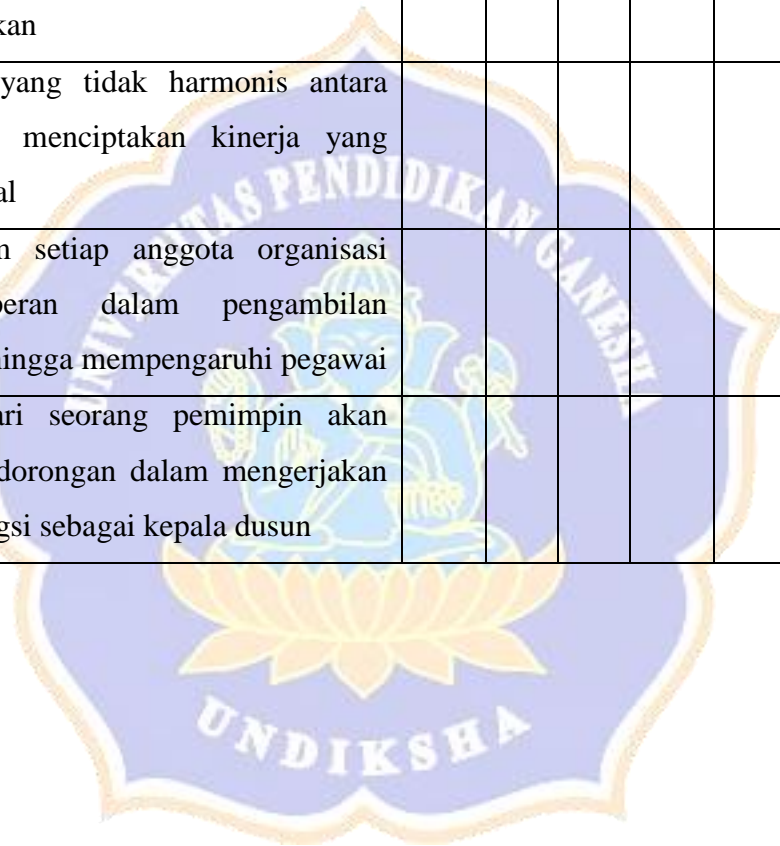 kan
yang tidak harmonis antara
menciptakan kinerja yang
al
n setiap anggota organisasi
peran dalam pengambilan
hingga mempengaruhi pegawai
ari seorang pemimpin akan
dorongan dalam mengerjakan
gsi sebagai kepala dusun
UNIVERSITAS PENDIDIKAN GANESHA
UNDIKSHA